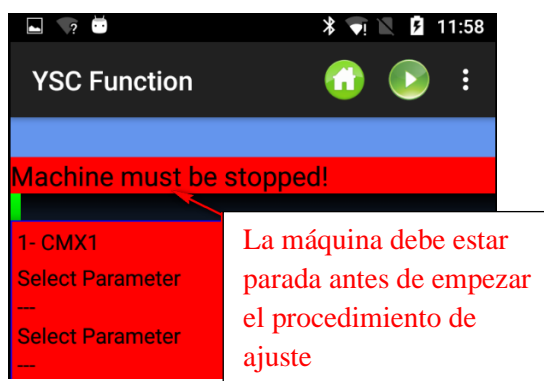 11:58
YSC Function
Machine must be stopped!
1- CMX1
Select Parameter
---
Select Parameter
---
La máquina debe estar
parada antes de empezar
el procedimiento de
ajuste